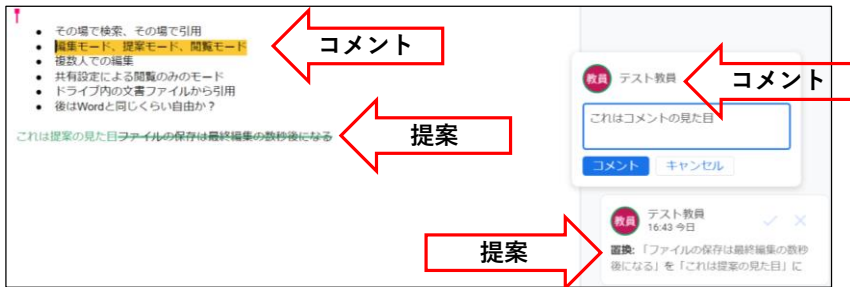 その場で検索、その場で引用
編集モード、提案モード、閲覧モード
複数人での編集
共有設定による閲覧のみのモード
ドライブ内の文書ファイルから引用
後はWordと同じくらい自由か？
これは提案の見た目ファイルの保存は最終編集の数秒後になる
コメント
提案
教員 テスト教員
コメント
これはコメントの見た目
コメント キャンセル
教員 テスト教員
16:43 今日
提案
置換:「ファイルの保存は最終編集の数秒
後になる」を「これは提案の見た目」に